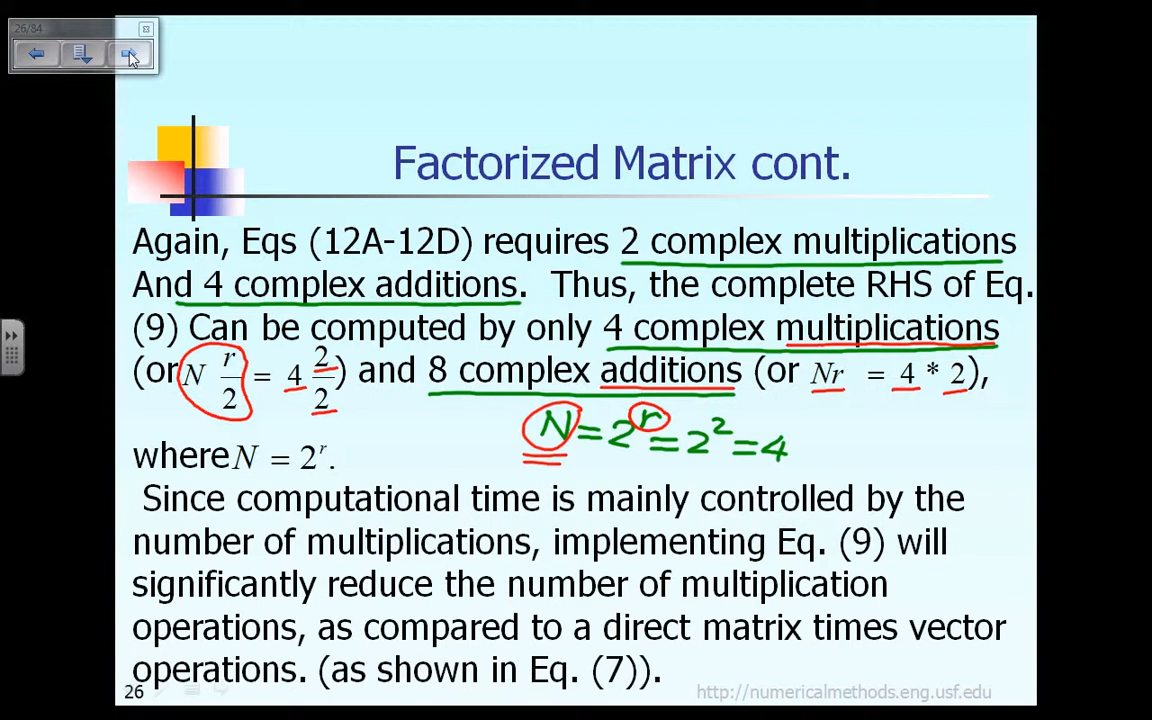 26/84
Factorized Matrix cont.
Again, Eqs (12A-12D) requires 2 complex multiplications
And 4 complex additions. Thus, the complete RHS of Eq.
(9) Can be computed by only 4 complex multiplications
(or N r/2 = 4 2/2) and 8 complex additions (or Nr = 4 * 2),
N = 2^r = 2^2 = 4
where N = 2^r.
Since computational time is mainly controlled by the
number of multiplications, implementing Eq. (9) will
significantly reduce the number of multiplication
operations, as compared to a direct matrix times vector
operations. (as shown in Eq. (7)).
26
http://numericalmethods.eng.usf.edu